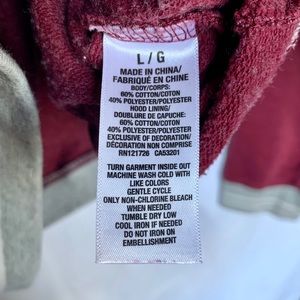 L / G
MADE IN CHINA/
FABRIQUÉ EN CHINE
BODY/CORPS:
60% COTTON/COTON
40% POLYESTER/POLYESTER
HOOD LINING/
DOUBLURE DE CAPUCHE:
60% COTTON/COTON
40% POLYESTER/POLYESTER
EXCLUSIVE OF DECORATION/
DÉCORATION NON COMPRISE
RN121726 CA53201
TURN GARMENT INSIDE OUT
MACHINE WASH COLD WITH
LIKE COLORS
GENTLE CYCLE
ONLY NON-CHLORINE BLEACH
WHEN NEEDED
TUMBLE DRY LOW
COOL IRON IF NEEDED
DO NOT IRON ON
EMBELLISHMENT